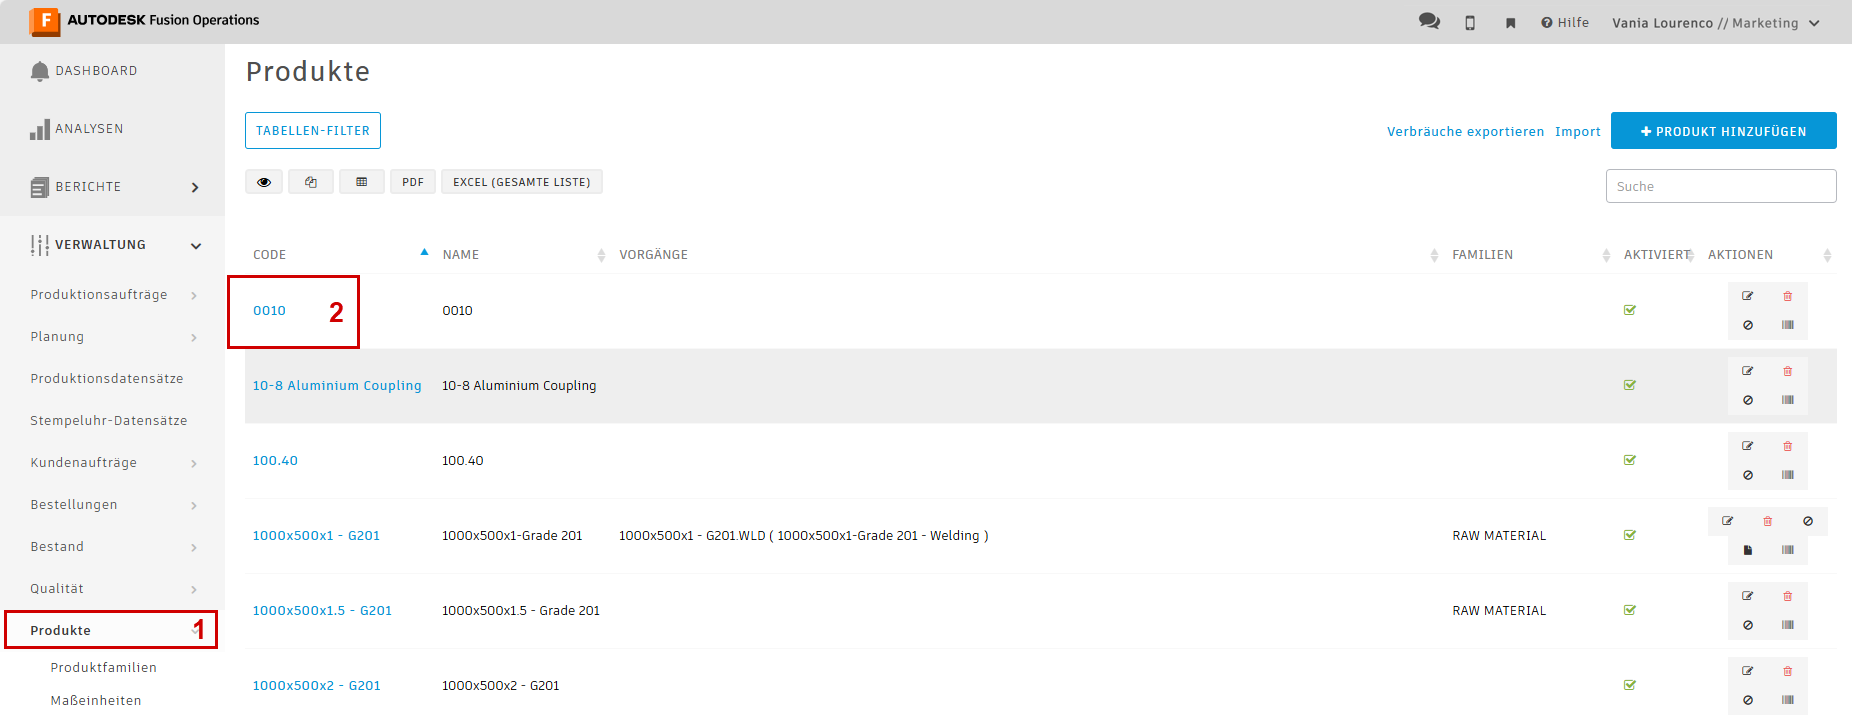 F AUTODESK Fusion Operations
Hilfe
Vania Lourenco // Marketing
DASHBOARD
ANALYSEN
BERICHTE
VERWALTUNG
Produktionsaufträge
Planung
Produktionsdatensätze
Stempeluhr-Datensätze
Kundenaufträge
Bestellungen
Bestand
Qualität
Produkte 1
Produktfamilien
Maßeinheiten
Produkte
TABELLEN-FILTER
Verbräuche exportieren Import + PRODUKT HINZUFÜGEN
PDF EXCEL (GESAMTE LISTE)
Suche
CODE NAME VORGÄNGE FAMILIEN AKTIVIERT AKTIONEN
0010 2 0010
10-8 Aluminium Coupling 10-8 Aluminium Coupling
100.40 100.40
1000x500x1 - G201 1000x500x1-Grade 201 1000x500x1 - G201.WLD ( 1000x500x1-Grade 201 - Welding ) RAW MATERIAL
1000x500x1.5 - G201 1000x500x1.5 - Grade 201 RAW MATERIAL
1000x500x2 - G201 1000x500x2 - G201